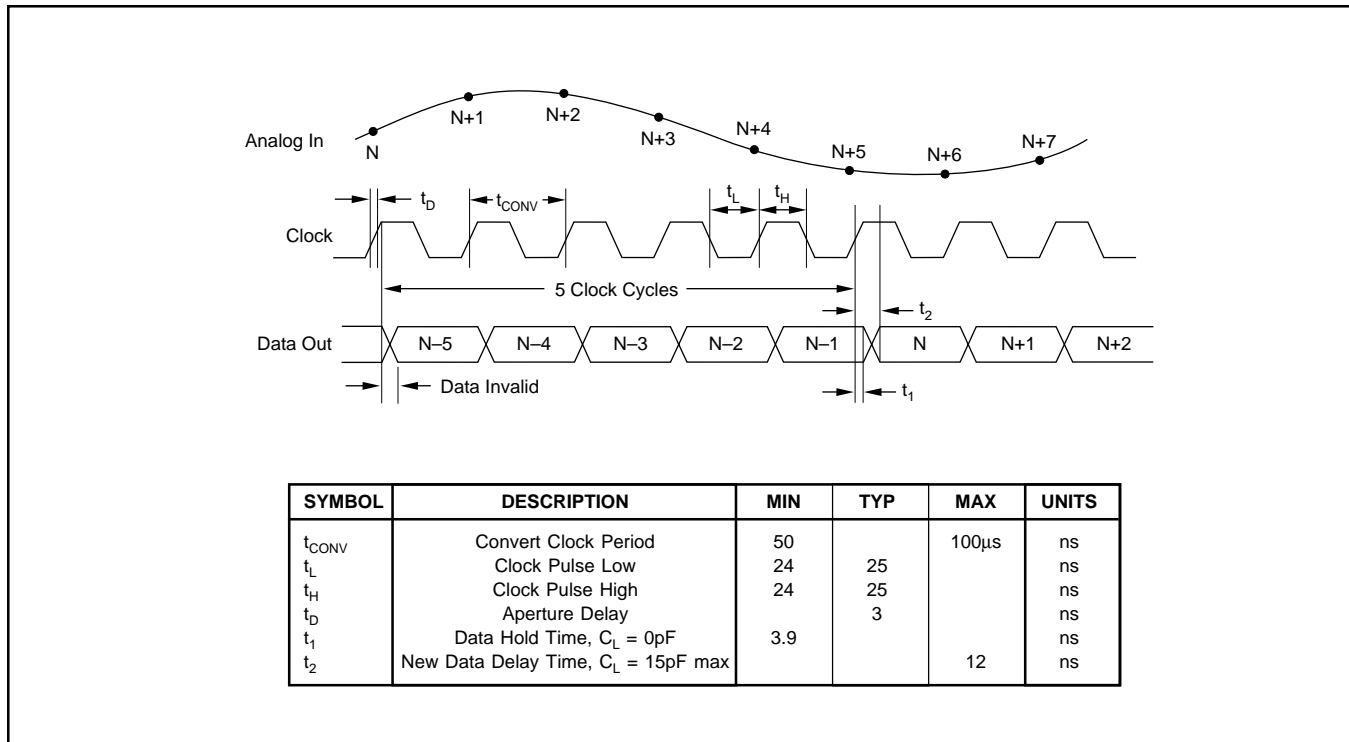 N+1
N+2
N+3
N+4
N+5
N+6
N+7
Analog In
N
t_D
t_CONV
t_L
t_H
Clock
5 Clock Cycles
t_2
Data Out
N–5
N–4
N–3
N–2
N–1
N
N+1
N+2
Data Invalid
t_1
SYMBOL DESCRIPTION MIN TYP MAX UNITS
t_CONV Convert Clock Period 50 100µs ns
t_L Clock Pulse Low 24 25 ns
t_H Clock Pulse High 24 25 ns
t_D Aperture Delay 3 ns
t_1 Data Hold Time, C_L = 0pF 3.9 ns
t_2 New Data Delay Time, C_L = 15pF max 12 ns